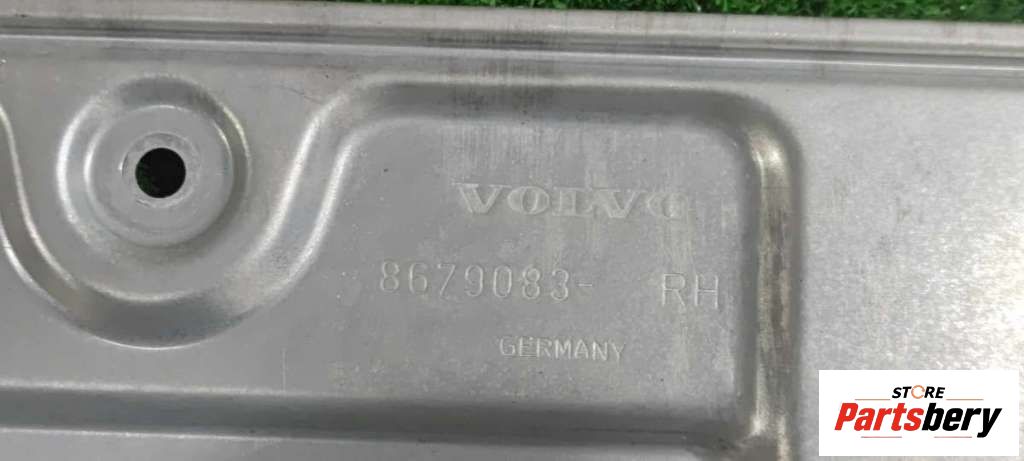 VOLVO
8679083- RH
GERMANY
STORE
Partsbery